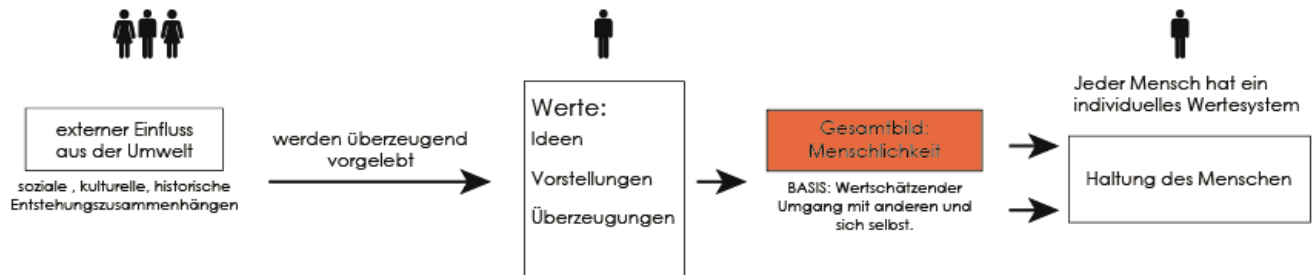 externer Einfluss
aus der Umwelt
soziale , kulturelle, historische
Entstehungszusammenhängen
werden überzeugend
vorgelebt
Werte:
Ideen
Vorstellungen
Überzeugungen
Gesamtbild:
Menschlichkeit
BASIS: Wertschätzender
Umgang mit anderen und
sich selbst.
Jeder Mensch hat ein
individuelles Wertesystem
Haltung des Menschen